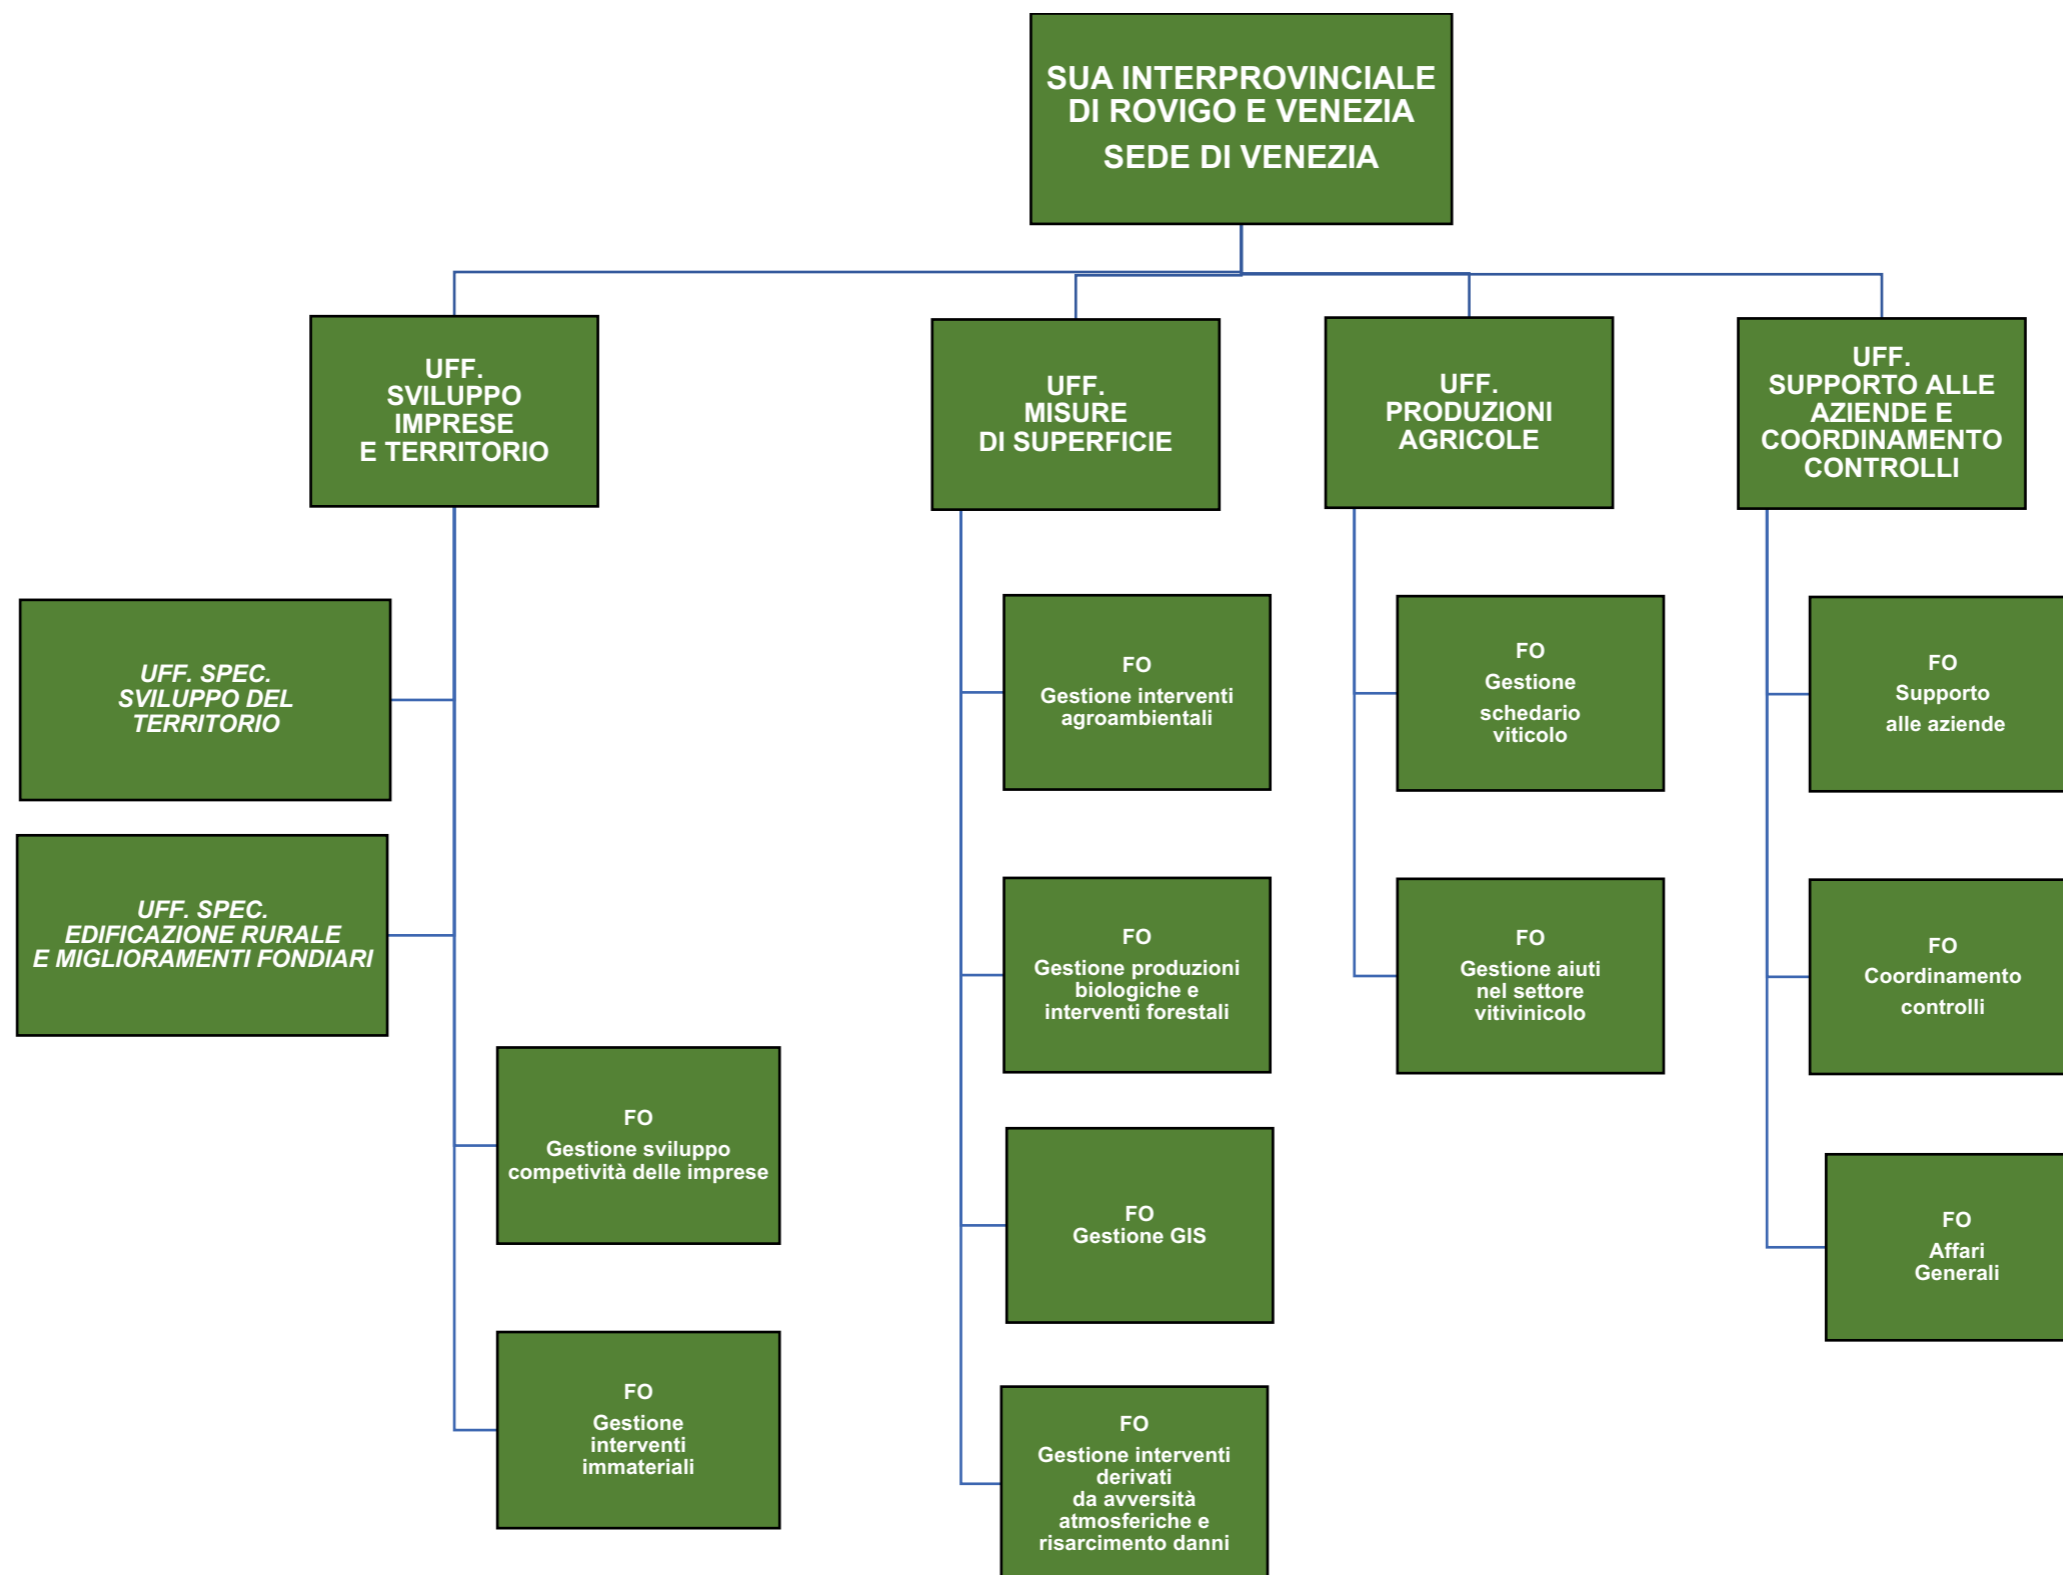 SUA INTERPROVINCIALE
DI ROVIGO E VENEZIA
SEDE DI VENEZIA
UFF.
SVILUPPO
IMPRESE
E TERRITORIO
UFF.
MISURE
DI SUPERFICIE
UFF.
PRODUZIONI
AGRICOLE
UFF.
SUPPORTO ALLE
AZIENDE E
COORDINAMENTO
CONTROLLI
UFF. SPEC.
SVILUPPO DEL
TERRITORIO
UFF. SPEC.
EDIFICAZIONE RURALE
E MIGLIORAMENTI FONDIARI
FO
Gestione sviluppo
competività delle imprese
FO
Gestione
interventi
immateriali
FO
Gestione interventi
agroambientali
FO
Gestione produzioni
biologiche e
interventi forestali
FO
Gestione GIS
FO
Gestione interventi
derivati
da avversità
atmosferiche e
risarcimento danni
FO
Gestione
schedario
viticolo
FO
Gestione aiuti
nel settore
vitivinicolo
FO
Supporto
alle aziende
FO
Coordinamento
controlli
FO
Affari
Generali